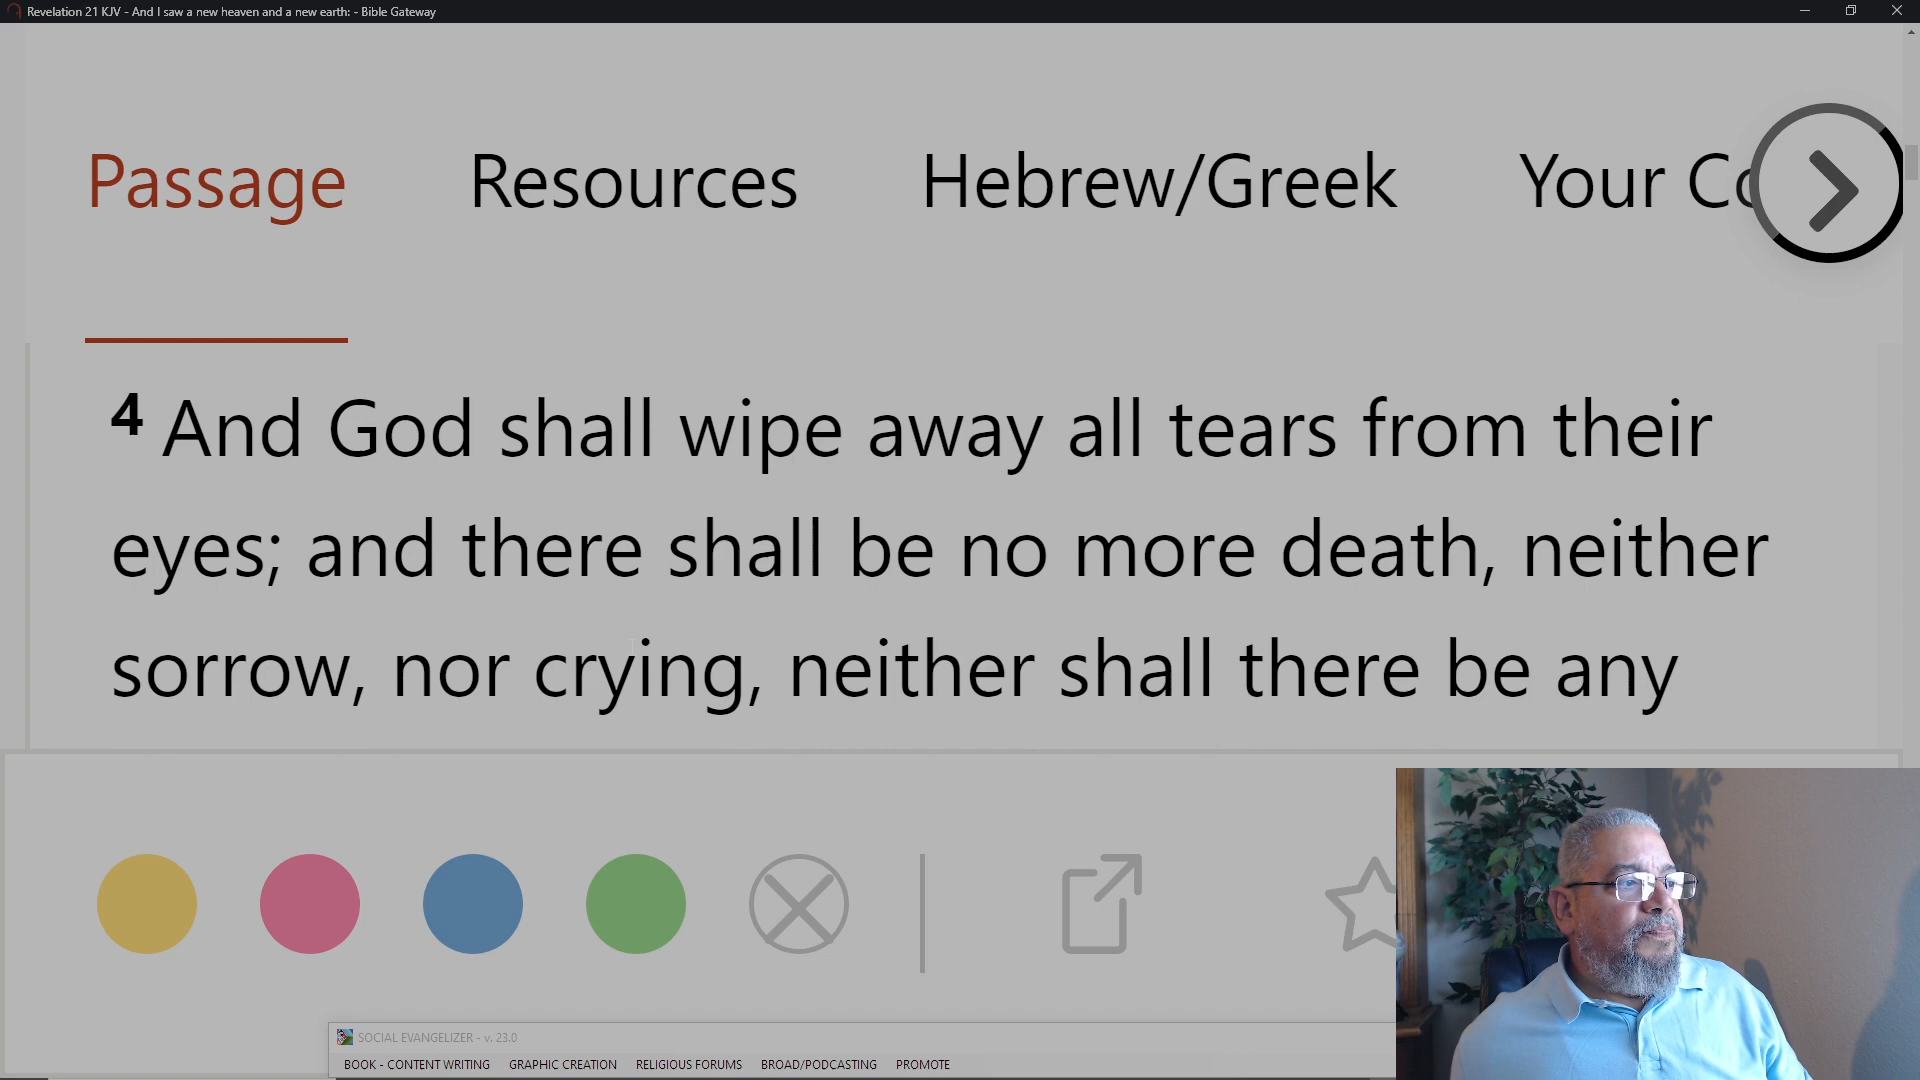 Revelation 21 KJV - And I saw a new heaven and a new earth: - Bible Gateway
Passage Resources Hebrew/Greek Your
4 And God shall wipe away all tears from their
eyes; and there shall be no more death, neither
sorrow, nor crying, neither shall there be any
SOCIAL EVANGELIZER - v. 23.0
BOOK - CONTENT WRITING GRAPHIC CREATION RELIGIOUS FORUMS BROAD/PODCASTING PROMOTE